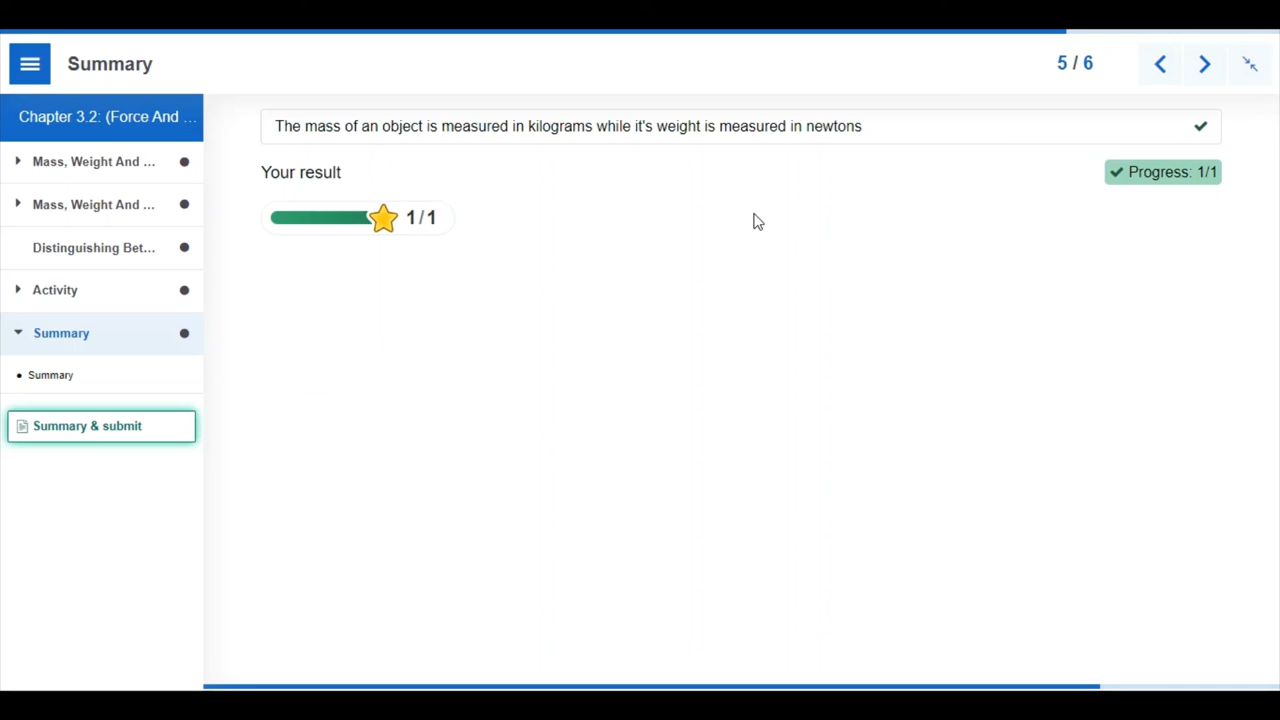 Summary
5 / 6
Chapter 3.2: (Force And ...
Mass, Weight And ...
Mass, Weight And ...
Distinguishing Bet...
Activity
Summary
Summary
Summary & submit
The mass of an object is measured in kilograms while it's weight is measured in newtons
Your result
Progress: 1/1
1/1